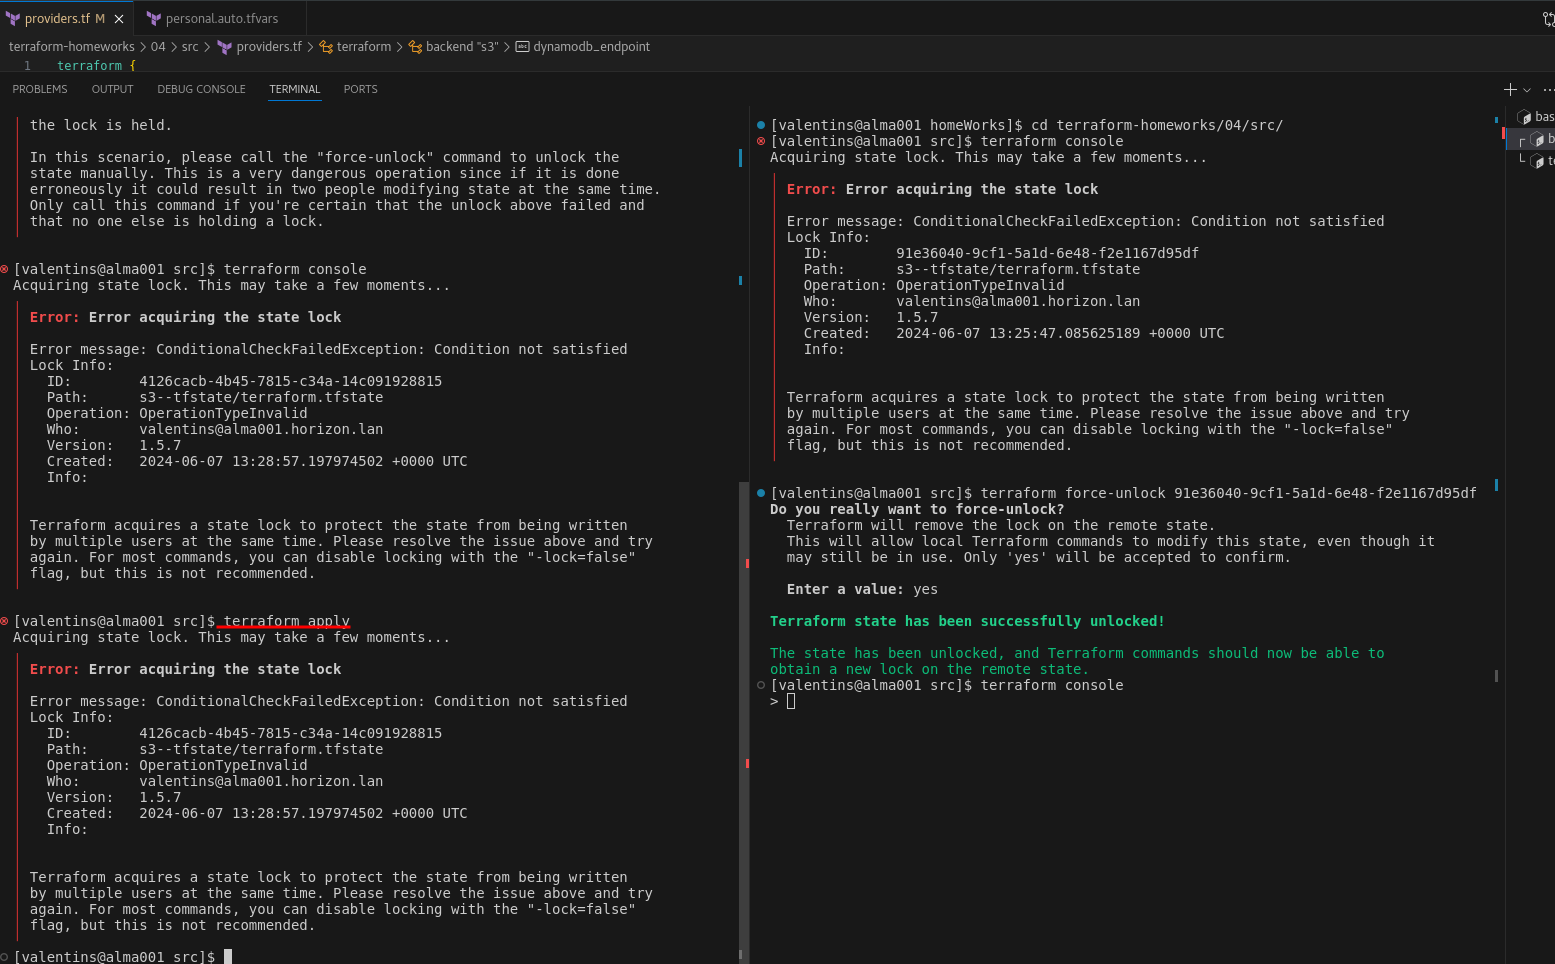 providers.tf M
personal.auto.tfvars
terraform-homeworks > 04 > src > providers.tf > terraform > backend "s3" > dynamodb_endpoint
1 terraform {
PROBLEMS OUTPUT DEBUG CONSOLE TERMINAL PORTS
the lock is held.
In this scenario, please call the "force-unlock" command to unlock the
state manually. This is a very dangerous operation since if it is done
erroneously it could result in two people modifying state at the same time.
Only call this command if you're certain that the unlock above failed and
that no one else is holding a lock.
[valentins@alma001 src]$ terraform console
Acquiring state lock. This may take a few moments...
Error: Error acquiring the state lock
Error message: ConditionalCheckFailedException: Condition not satisfied
Lock Info:
ID: 4126cacb-4b45-7815-c34a-14c091928815
Path: s3--tfstate/terraform.tfstate
Operation: OperationTypeInvalid
Who: valentins@alma001.horizon.lan
Version: 1.5.7
Created: 2024-06-07 13:28:57.197974502 +0000 UTC
Info:
Terraform acquires a state lock to protect the state from being written
by multiple users at the same time. Please resolve the issue above and try
again. For most commands, you can disable locking with the "-lock=false"
flag, but this is not recommended.
[valentins@alma001 src]$ terraform apply
Acquiring state lock. This may take a few moments...
Error: Error acquiring the state lock
Error message: ConditionalCheckFailedException: Condition not satisfied
Lock Info:
ID: 4126cacb-4b45-7815-c34a-14c091928815
Path: s3--tfstate/terraform.tfstate
Operation: OperationTypeInvalid
Who: valentins@alma001.horizon.lan
Version: 1.5.7
Created: 2024-06-07 13:28:57.197974502 +0000 UTC
Info:
Terraform acquires a state lock to protect the state from being written
by multiple users at the same time. Please resolve the issue above and try
again. For most commands, you can disable locking with the "-lock=false"
flag, but this is not recommended.
[valentins@alma001 src]$
[valentins@alma001 homeWorks]$ cd terraform-homeworks/04/src/
[valentins@alma001 src]$ terraform console
Acquiring state lock. This may take a few moments...
Error: Error acquiring the state lock
Error message: ConditionalCheckFailedException: Condition not satisfied
Lock Info:
ID: 91e36040-9cf1-5a1d-6e48-f2e1167d95df
Path: s3--tfstate/terraform.tfstate
Operation: OperationTypeInvalid
Who: valentins@alma001.horizon.lan
Version: 1.5.7
Created: 2024-06-07 13:25:47.085625189 +0000 UTC
Info:
Terraform acquires a state lock to protect the state from being written
by multiple users at the same time. Please resolve the issue above and try
again. For most commands, you can disable locking with the "-lock=false"
flag, but this is not recommended.
[valentins@alma001 src]$ terraform force-unlock 91e36040-9cf1-5a1d-6e48-f2e1167d95df
Do you really want to force-unlock?
Terraform will remove the lock on the remote state.
This will allow local Terraform commands to modify this state, even though it
may still be in use. Only 'yes' will be accepted to confirm.
Enter a value: yes
Terraform state has been successfully unlocked!
The state has been unlocked, and Terraform commands should now be able to
obtain a new lock on the remote state.
[valentins@alma001 src]$ terraform console
>
bas
b
te